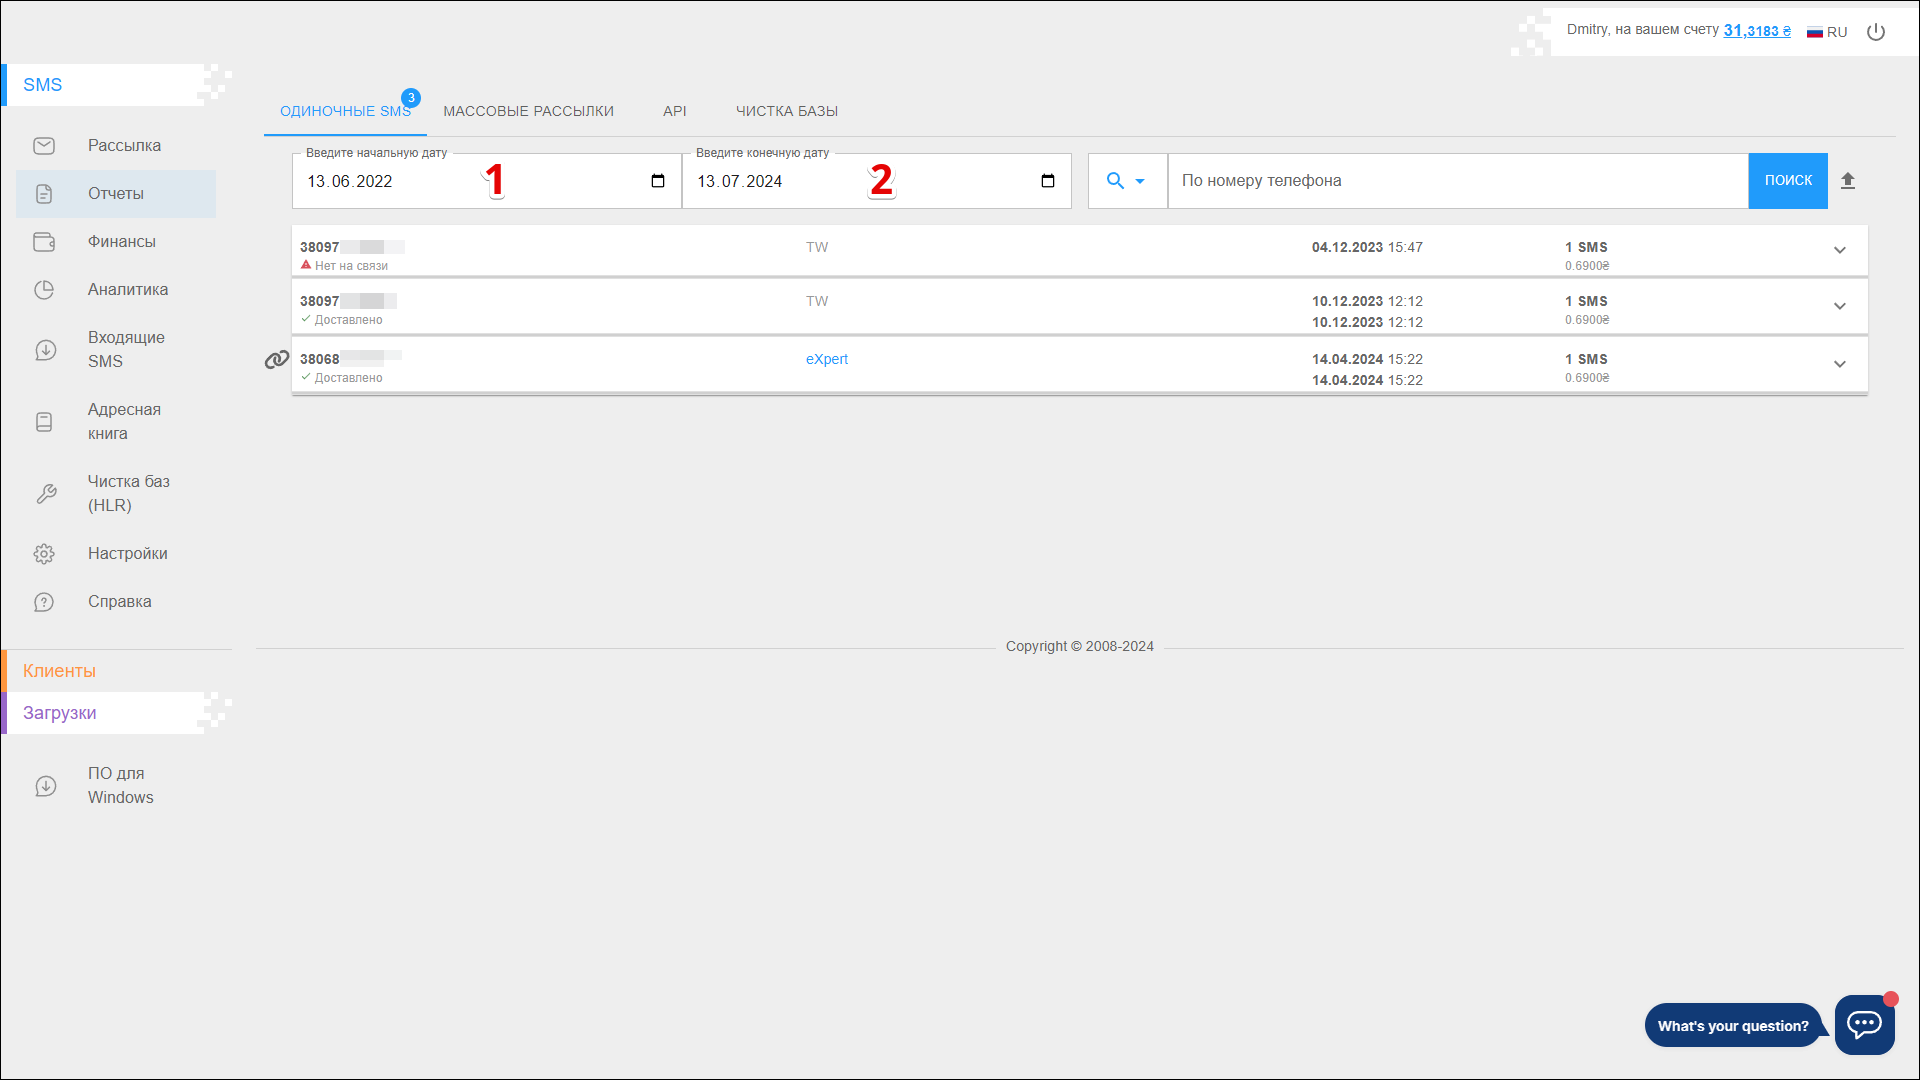 Dmitry, на вашем счету 31,3183 ₴
RU
SMS
Рассылка
Отчеты
Финансы
Аналитика
Входящие
SMS
Адресная
книга
Чистка баз
(HLR)
Настройки
Справка
Клиенты
Загрузки
ПО для
Windows
ОДИНОЧНЫЕ SMS 3 МАССОВЫЕ РАССЫЛКИ API ЧИСТКА БАЗЫ
Введите начальную дату
13.06.2022 1
Введите конечную дату
13.07.2024 2
По номеру телефона
ПОИСК
38097 TW 04.12.2023 15:47 1 SMS
Нет на связи 0.6900₴
38097 TW 10.12.2023 12:12 1 SMS
Доставлено 10.12.2023 12:12 0.6900₴
38068 eXpert 14.04.2024 15:22 1 SMS
Доставлено 14.04.2024 15:22 0.6900₴
Copyright © 2008-2024
What's your question?